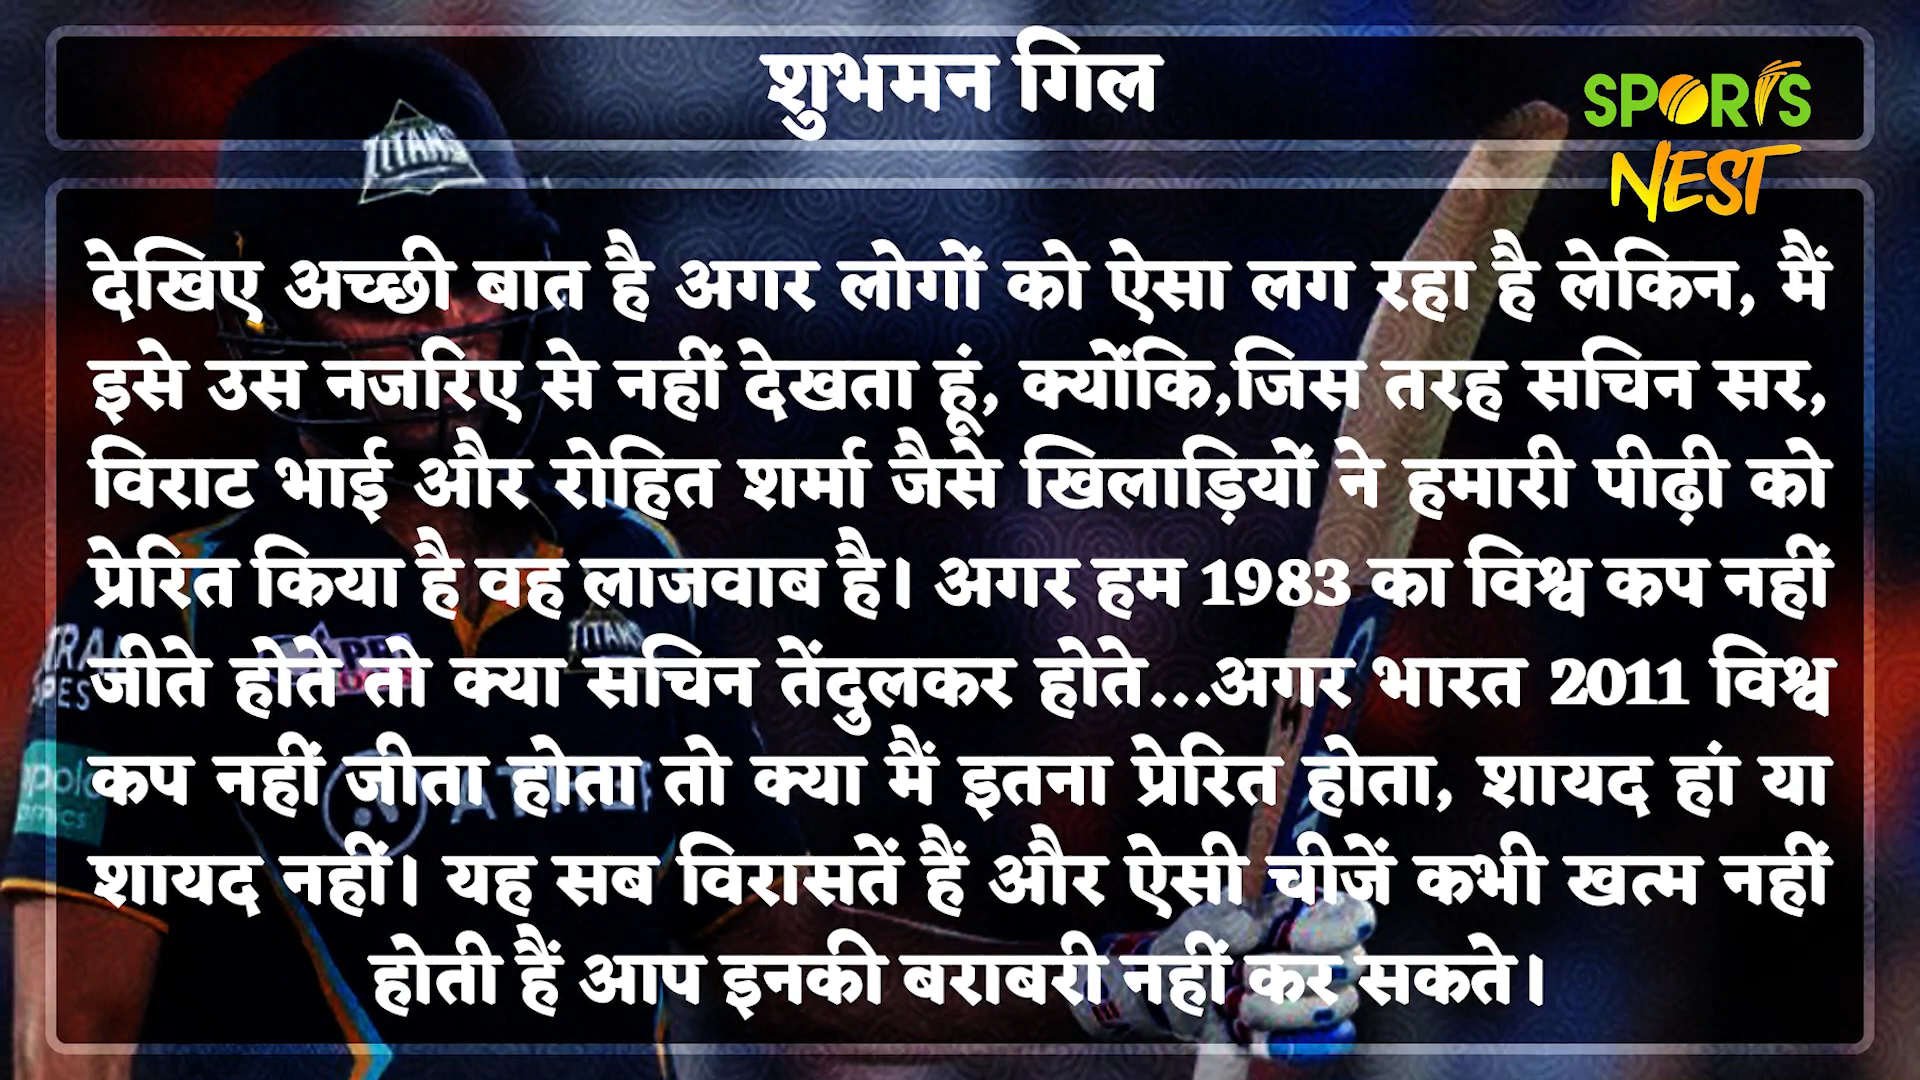 शुभमन गिल
SPORTS
NEST
TITANS
देखिए अच्छी बात है अगर लोगों को ऐसा लग रहा है लेकिन, मैं
इसे उस नजरिए से नहीं देखता हूं, क्योंकि,जिस तरह सचिन सर,
विराट भाई और रोहित शर्मा जैसे खिलाड़ियों ने हमारी पीढ़ी को
प्रेरित किया है वह लाजवाब है। अगर हम 1983 का विश्व कप नहीं
TITANS
जीते होते तो क्या सचिन तेंदुलकर होते...अगर भारत 2011 विश्व
कप नहीं जीता होता तो क्या मैं इतना प्रेरित होता, शायद हां या
शायद नहीं। यह सब विरासतें हैं और ऐसी चीजें कभी खत्म नहीं
होती हैं आप इनकी बराबरी नहीं कर सकते।